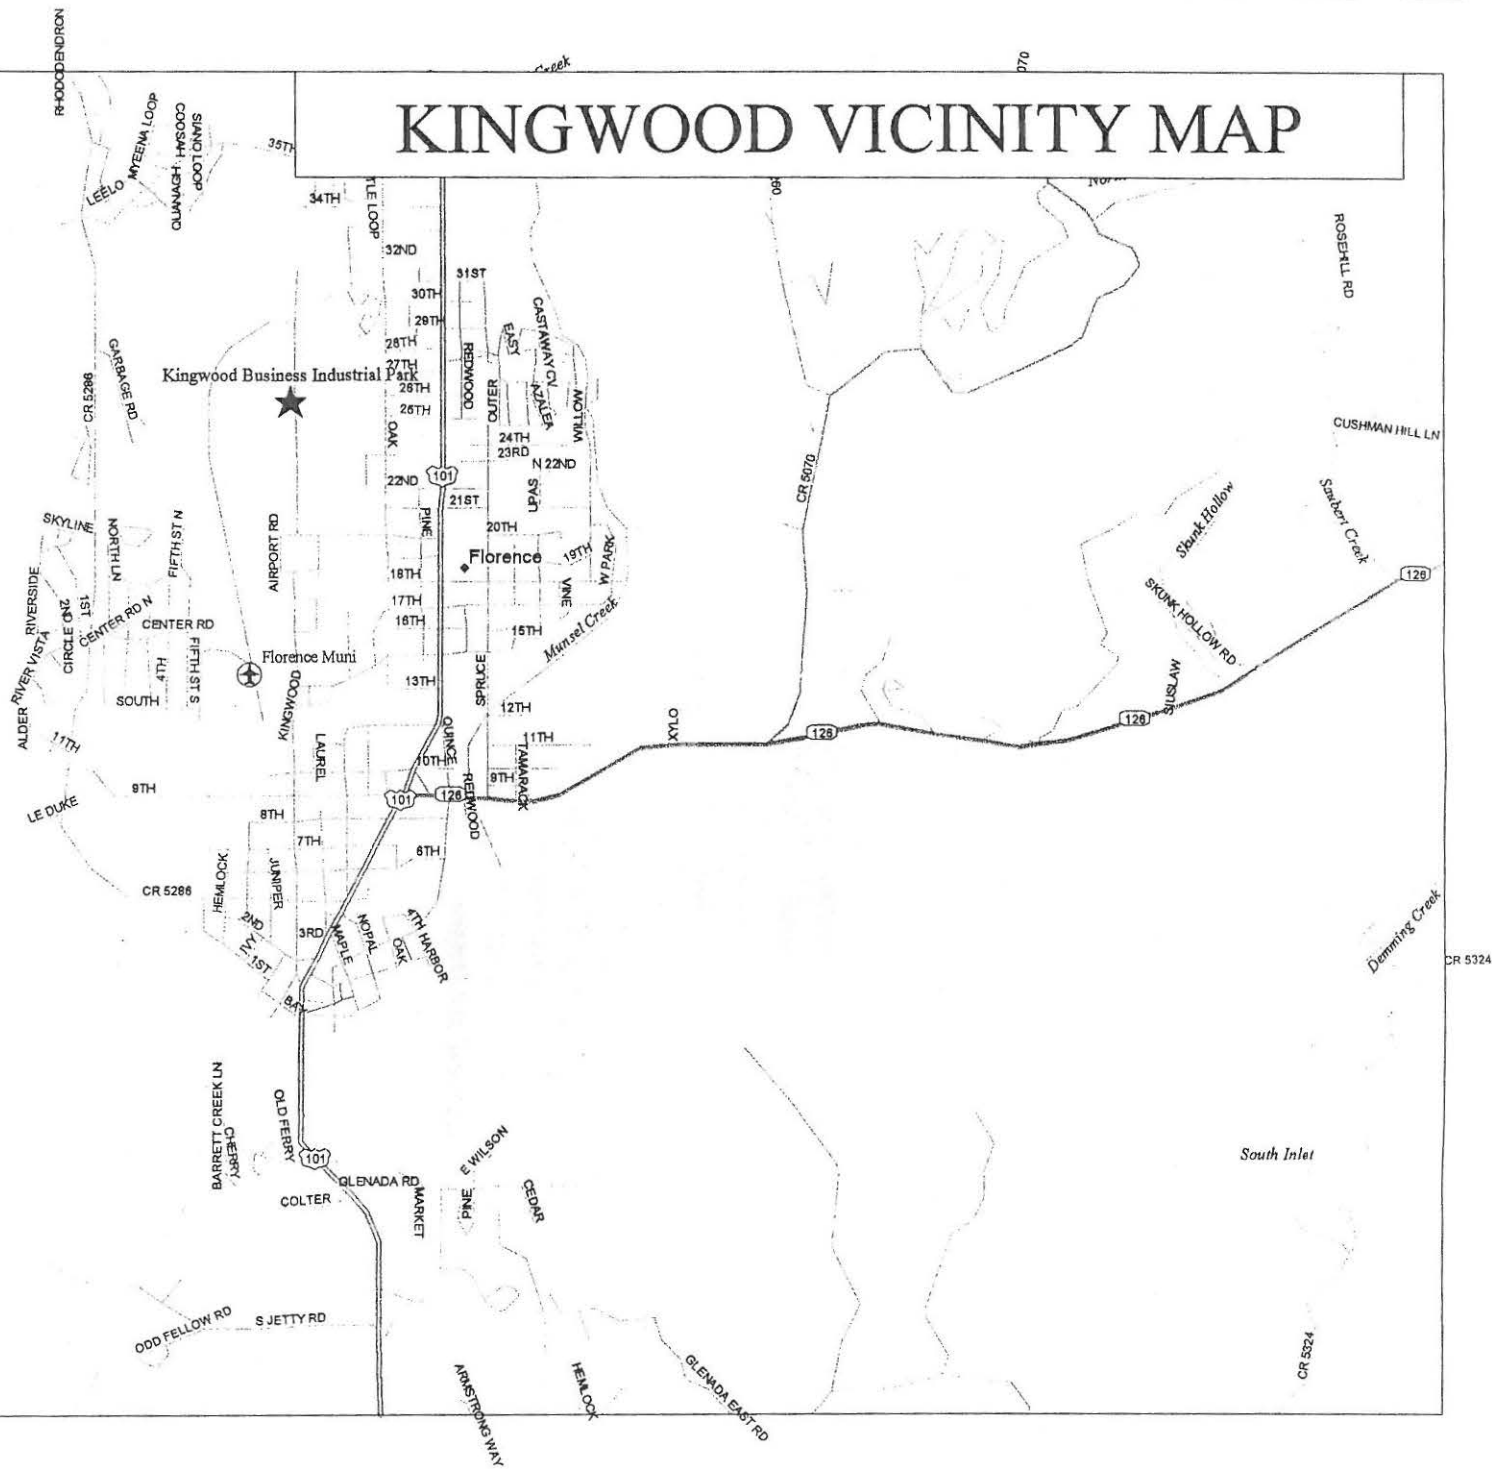 RHODODENDRON
Creek
KINGWOOD VICINITY MAP
MYEENA LOOP
COOSAH
QUANAGH
SIANO LOOP
LEELO
35TH
34TH
TLE LOOP
32ND
31ST
30TH
29TH
28TH
27TH
26TH
25TH
REDWOOD
EASY
CASTAWAY CV
OUTER
AZALEA
WILLOW
ROSEHILL RD
GARBAGE RD
CR 5286
Kingwood Business Industrial Park
OAK
24TH
23RD
N 22ND
22ND
101
21ST
LPAS
PINE
20TH
CR 5070
CUSHMAN HILL LN
Skunk Hollow
Saubert Creek
126
SKYLINE
NORTH LN
FIFTH ST N
AIRPORT RD
Florence
19TH
W PARK
18TH
17TH
16TH
15TH
VINE
Munsel Creek
SKUNK HOLLOW RD
RIVERSIDE
2ND
1ST
CIRCLE D
CENTER RD N
CENTER RD
RIVER VISTA
ALDER
4TH
FIFTH ST S
SOUTH
Florence Muni
KINGWOOD
13TH
SPRUCE
12TH
SIUSLAW
11TH
LAUREL
QUINCE
10TH
11TH
9TH
TAMARACK
XYLO
126
126
9TH
LE DUKE
101
126
REDWOOD
8TH
7TH
6TH
CR 5286
HEMLOCK
JUNIPER
2ND
IVY
1ST
3RD
MAPLE
NOPAL
OAK
4TH
HARBOR
BAY
Demming Creek
CR 5324
BARRETT CREEK LN
CHERRY
OLD FERRY
101
GLENADA RD
COLTER
MARKET
PINE
E WILSON
CEDAR
South Inlet
ODD FELLOW RD
S JETTY RD
ARMSTRONG WAY
HEMLOCK
GLENADA EAST RD
CR 5324